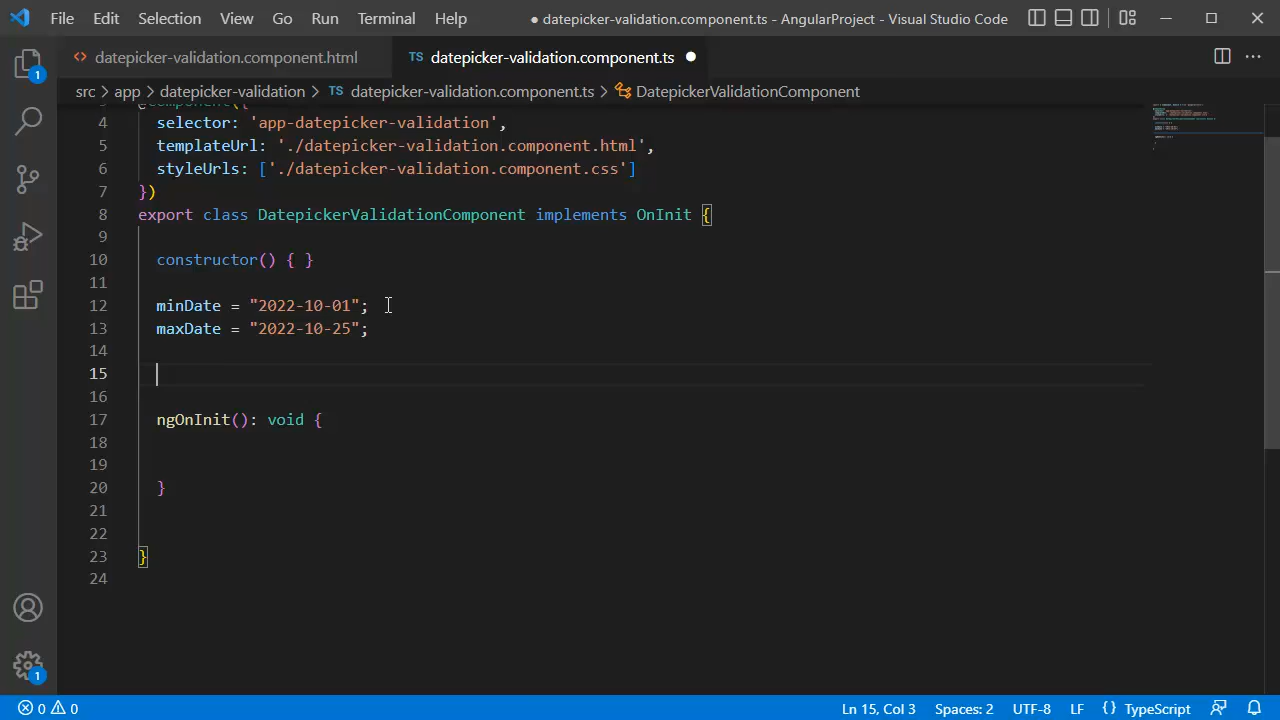 File Edit Selection View Go Run Terminal Help ● datepicker-validation.component.ts - AngularProject - Visual Studio Code
<> datepicker-validation.component.html TS datepicker-validation.component.ts ●
src > app > datepicker-validation > TS datepicker-validation.component.ts > DatepickerValidationComponent
3 @Component({
4 selector: 'app-datepicker-validation',
5 templateUrl: './datepicker-validation.component.html',
6 styleUrls: ['./datepicker-validation.component.css']
7 })
8 export class DatepickerValidationComponent implements OnInit {
9
10 constructor() { }
11
12 minDate = "2022-10-01";
13 maxDate = "2022-10-25";
14
15
16
17 ngOnInit(): void {
18
19
20 }
21
22
23 }
24
1
1
0 0 Ln 15, Col 3 Spaces: 2 UTF-8 LF {} TypeScript